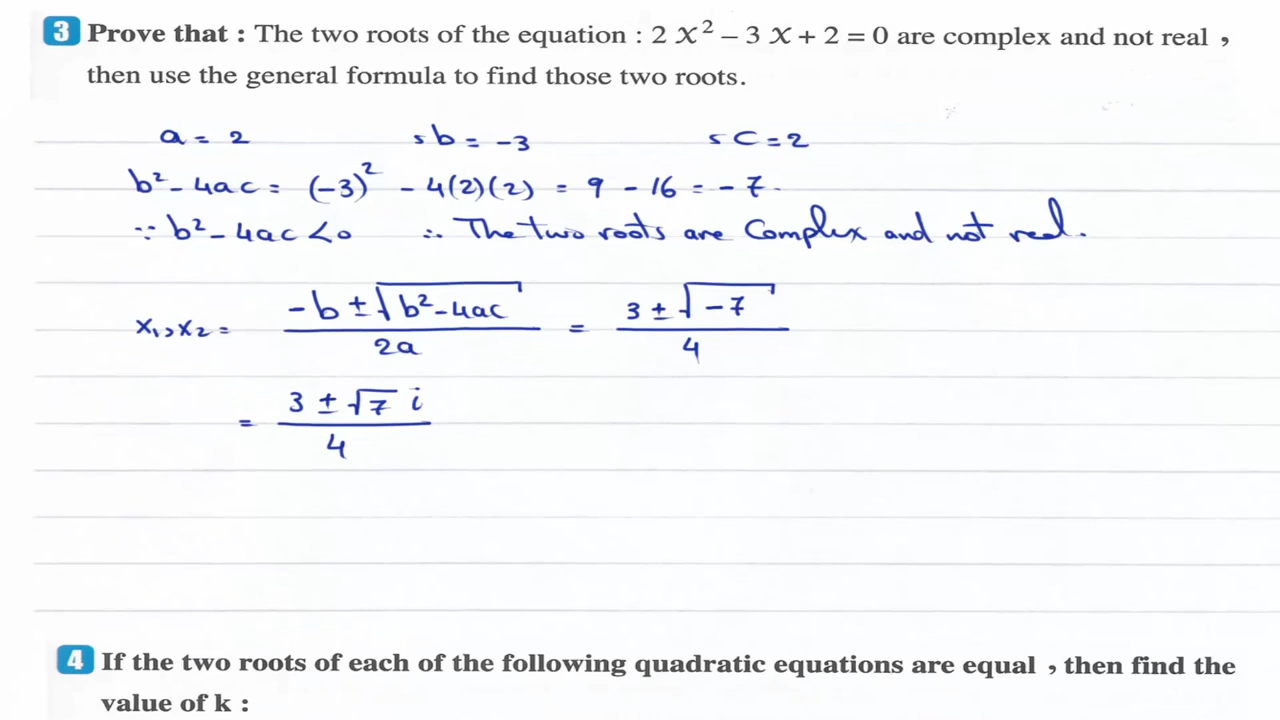 3 Prove that : The two roots of the equation : 2 X² – 3 X + 2 = 0 are complex and not real ,
then use the general formula to find those two roots.
a = 2 , b = -3 , c = 2
b² - 4ac = (-3)² - 4(2)(2) = 9 - 16 = -7.
∵ b² - 4ac < 0 ∴ The two roots are Complex and not real.
x₁, x₂ = (-b ± √(b² - 4ac)) / 2a = (3 ± √(-7)) / 4
= (3 ± √7 i) / 4
4 If the two roots of each of the following quadratic equations are equal , then find the
value of k :